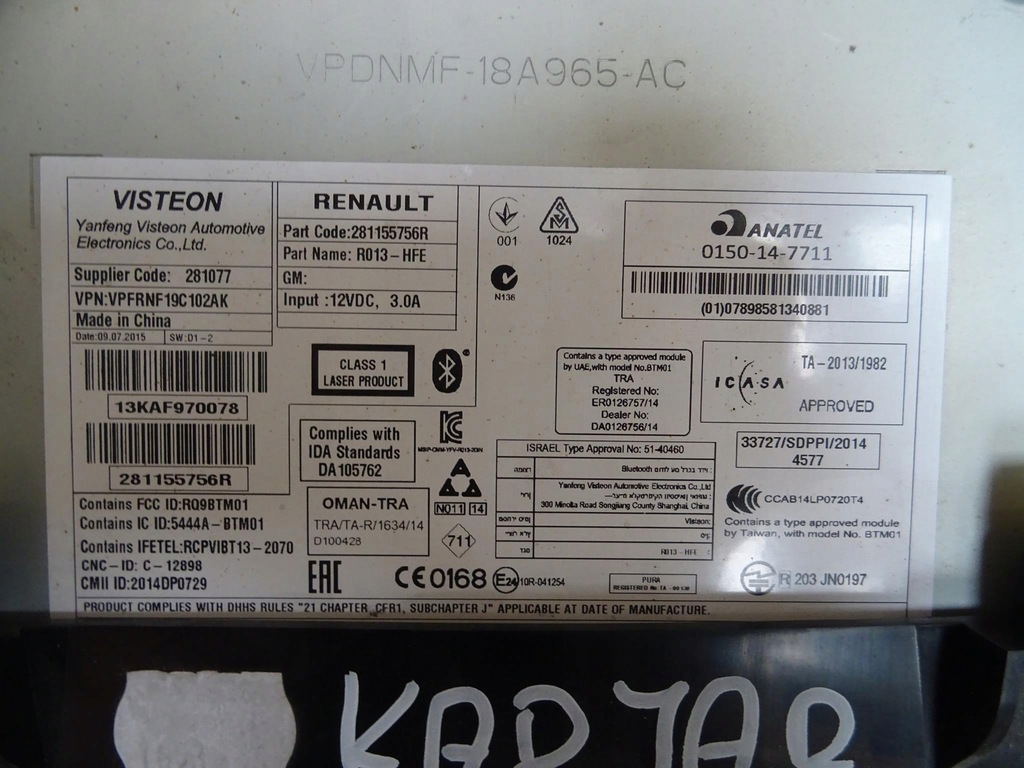 VPDNMF-18A965-AC
VISTEON
Yanfeng Visteon Automotive
Electronics Co.,Ltd.
Supplier Code: 281077
VPN:VPFRNF19C102AK
Made in China
Date:09.07.2015 SW:D1-2
13KAF970078
281155756R
RENAULT
Part Code:281155756R
Part Name: R013-HFE
GM:
Input :12VDC, 3.0A
CLASS 1
LASER PRODUCT
001
1024
N136
ANATEL
0150-14-7711
(01)07898581340881
Contains a type approved module
by UAE,with model No.BTM01
TRA
Registered No:
ER0126757/14
Dealer No:
DA0126756/14
ICASA
TA-2013/1982
APPROVED
Complies with
IDA Standards
DA105762
OMAN-TRA
TRA/TA-R/1634/14
D100428
N011 14
711
ISRAEL Type Approval No: 51-40460
Yanfeng Visteon Automotive Electronics Co.,Ltd
300 Minolta Road Songjiang County Shanghai, China
Visteon:
R013-HFE :
33727/SDPPI/2014
4577
CCAB14LP0720T4
Contains a type approved module
by Taiwan, with model No. BTM01
Contains FCC ID:RQ9BTM01
Contains IC ID:5444A-BTM01
Contains IFETEL:RCPVIBT13-2070
CNC-ID: C-12898
CMII ID:2014DP0729
EAC
CE0168
E24 10R-041254
R 203 JN0197
PRODUCT COMPLIES WITH DHHS RULES "21 CHAPTER, CFR1, SUBCHAPTER J" APPLICABLE AT DATE OF MANUFACTURE.
KADJAR